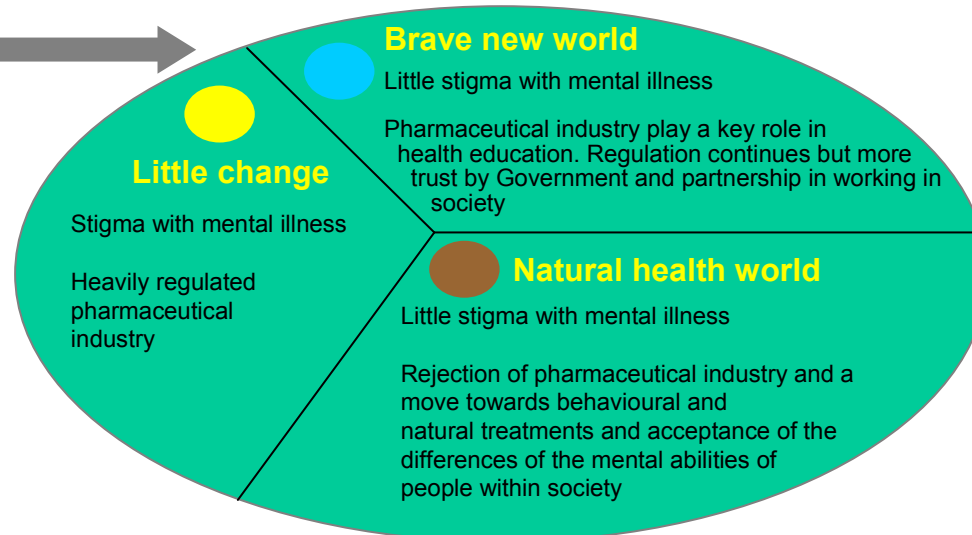 Brave new world
Little stigma with mental illness
Pharmaceutical industry play a key role in
health education. Regulation continues but more
trust by Government and partnership in working in
society
Little change
Stigma with mental illness
Heavily regulated
pharmaceutical
industry
Natural health world
Little stigma with mental illness
Rejection of pharmaceutical industry and a
move towards behavioural and
natural treatments and acceptance of the
differences of the mental abilities of
people within society